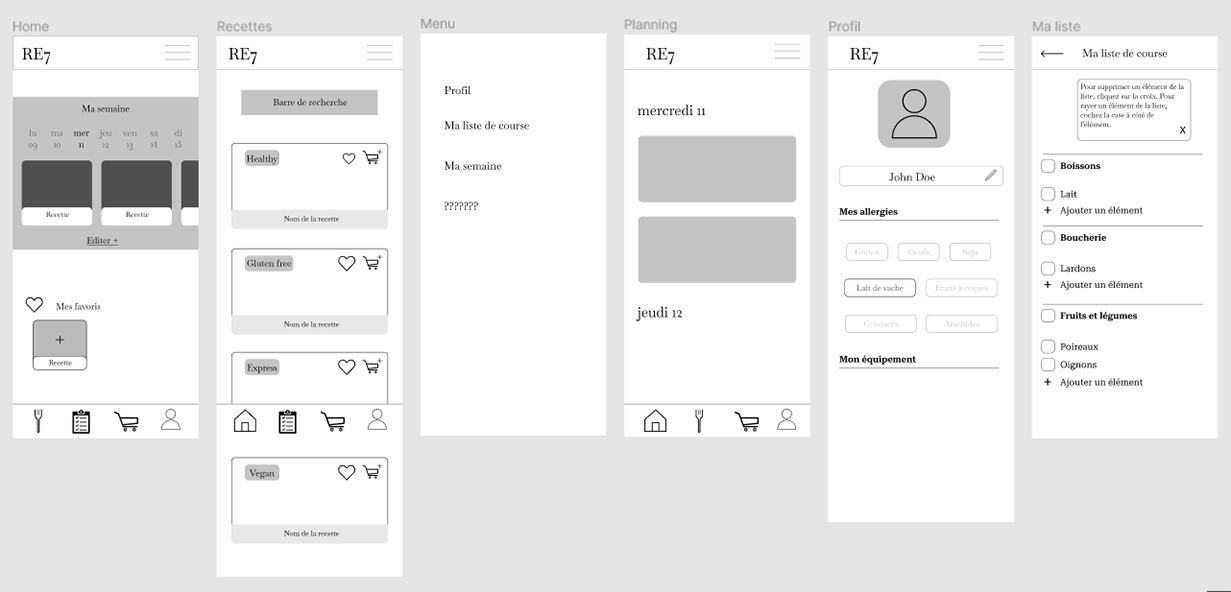 Home
RE7
Ma semaine
lu ma mer jeu ven sa di
09 10 11 12 13 14 15
Recette
Recette
Editer +
Mes favoris
+
Recette
Recettes
RE7
Barre de recherche
Healthy
Nom de la recette
Gluten free
Nom de la recette
Express
Vegan
Nom de la recette
Menu
Profil
Ma liste de course
Ma semaine
???????
Planning
RE7
mercredi 11
jeudi 12
Profil
RE7
John Doe
Mes allergies
Gluten Oeufs Soja
Lait de vache Fruits à coques
Crustacés Arachides
Mon équipement
Ma liste
Ma liste de course
Pour supprimer un élément de la
liste, cliquez sur la croix. Pour
rayer un élément de la liste,
cochez la case à côté de
l'élément.
X
Boissons
Lait
+ Ajouter un élément
Boucherie
Lardons
+ Ajouter un élément
Fruits et légumes
Poireaux
Oignons
+ Ajouter un élément